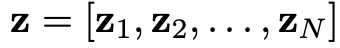 𝐳 = [𝐳₁, 𝐳₂, …, 𝐳_N]